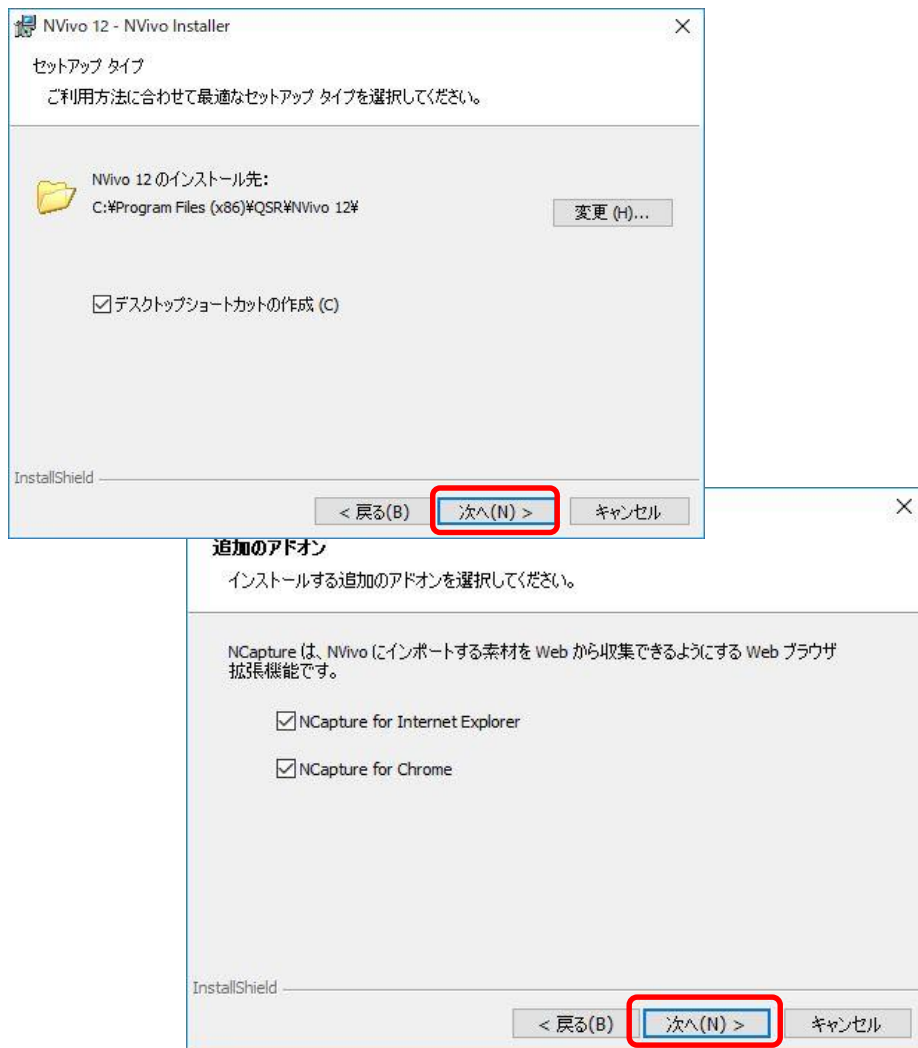 NVivo 12 - NVivo Installer
セットアップ タイプ
ご利用方法に合わせて最適なセットアップ タイプを選択してください。
NVivo 12 のインストール先:
C:¥Program Files (x86)¥QSR¥NVivo 12¥
変更 (H)...
デスクトップショートカットの作成 (C)
InstallShield
< 戻る(B)
次へ(N) >
キャンセル
追加のアドオン
インストールする追加のアドオンを選択してください。
NCapture は、NVivo にインポートする素材を Web から収集できるようにする Web ブラウザ
拡張機能です。
NCapture for Internet Explorer
NCapture for Chrome
InstallShield
< 戻る(B)
次へ(N) >
キャンセル